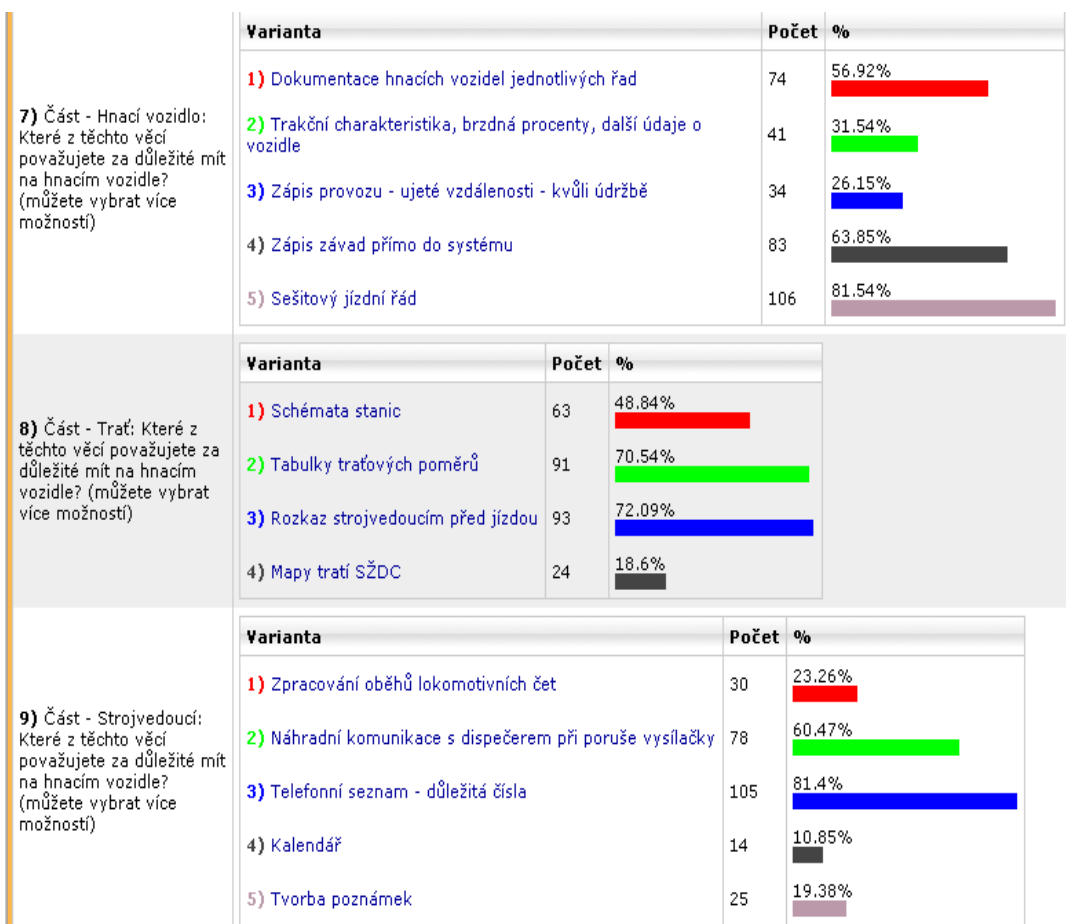 Varianta Počet %
7) Část - Hnací vozidlo:
Které z těchto věcí
považujete za důležité mít
na hnacím vozidle?
(můžete vybrat více
možností)
1) Dokumentace hnacích vozidel jednotlivých řad 74 56.92%
2) Trakční charakteristika, brzdná procenty, další údaje o
vozidle 41 31.54%
3) Zápis provozu - ujeté vzdálenosti - kvůli údržbě 34 26.15%
4) Zápis závad přímo do systému 83 63.85%
5) Sešitový jízdní řád 106 81.54%
8) Část - Trať: Které z
těchto věcí považujete za
důležité mít na hnacím
vozidle? (můžete vybrat
více možností)
Varianta Počet %
1) Schémata stanic 63 48.84%
2) Tabulky traťových poměrů 91 70.54%
3) Rozkaz strojvedoucím před jízdou 93 72.09%
4) Mapy tratí SŽDC 24 18.6%
9) Část - Strojvedoucí:
Které z těchto věcí
považujete za důležité mít
na hnacím vozidle?
(můžete vybrat více
možností)
Varianta Počet %
1) Zpracování oběhů lokomotivních čet 30 23.26%
2) Náhradní komunikace s dispečerem při poruše vysílačky 78 60.47%
3) Telefonní seznam - důležitá čísla 105 81.4%
4) Kalendář 14 10.85%
5) Tvorba poznámek 25 19.38%